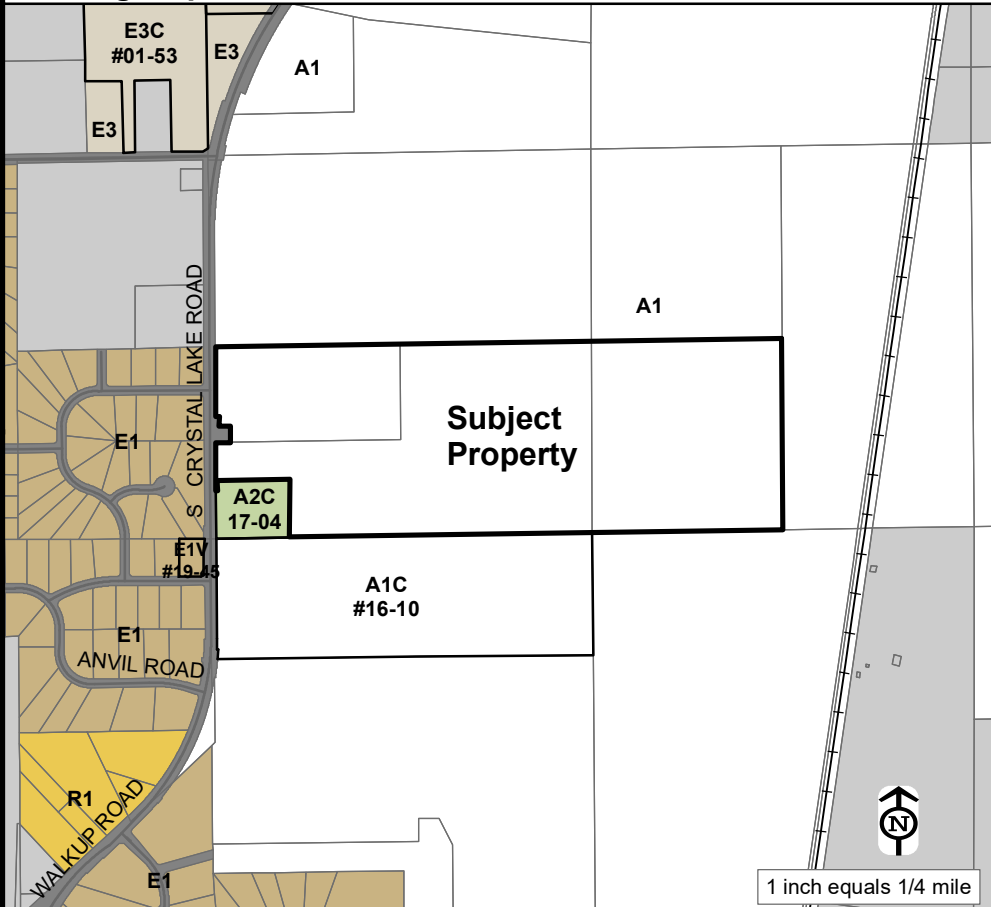 E3C
#01-53
E3
A1
E3
S CRYSTAL LAKE ROAD
A1
Subject
Property
E1
A2C
17-04
E1V
#19-45
A1C
#16-10
E1
ANVIL ROAD
R1
WALKUP ROAD
N
E1
1 inch equals 1/4 mile